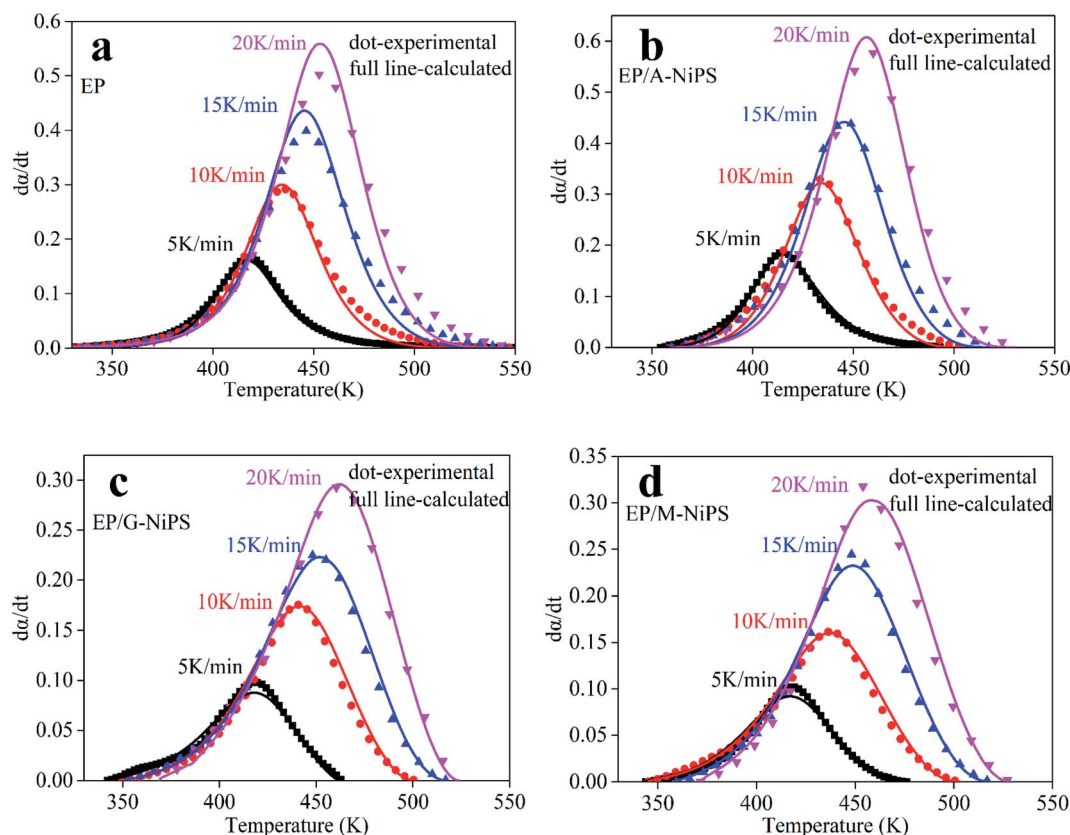 a
EP
20K/min
dot-experimental
full line-calculated
15K/min
10K/min
5K/min
dα/dt
0.6
0.5
0.4
0.3
0.2
0.1
0.0
350
400
450
500
550
Temperature(K)
b
EP/A-NiPS
20K/min
dot-experimental
full line-calculated
15K/min
10K/min
5K/min
dα/dt
0.6
0.5
0.4
0.3
0.2
0.1
0.0
350
400
450
500
550
Temperature (K)
c
EP/G-NiPS
20K/min
dot-experimental
full line-calculated
15K/min
10K/min
5K/min
dα/dt
0.30
0.25
0.20
0.15
0.10
0.05
0.00
350
400
450
500
550
Temperature (K)
d
EP/M-NiPS
20K/min
dot-experimental
full line-calculated
15K/min
10K/min
5K/min
dα/dt
0.35
0.30
0.25
0.20
0.15
0.10
0.05
0.00
350
400
450
500
550
Temperature (K)